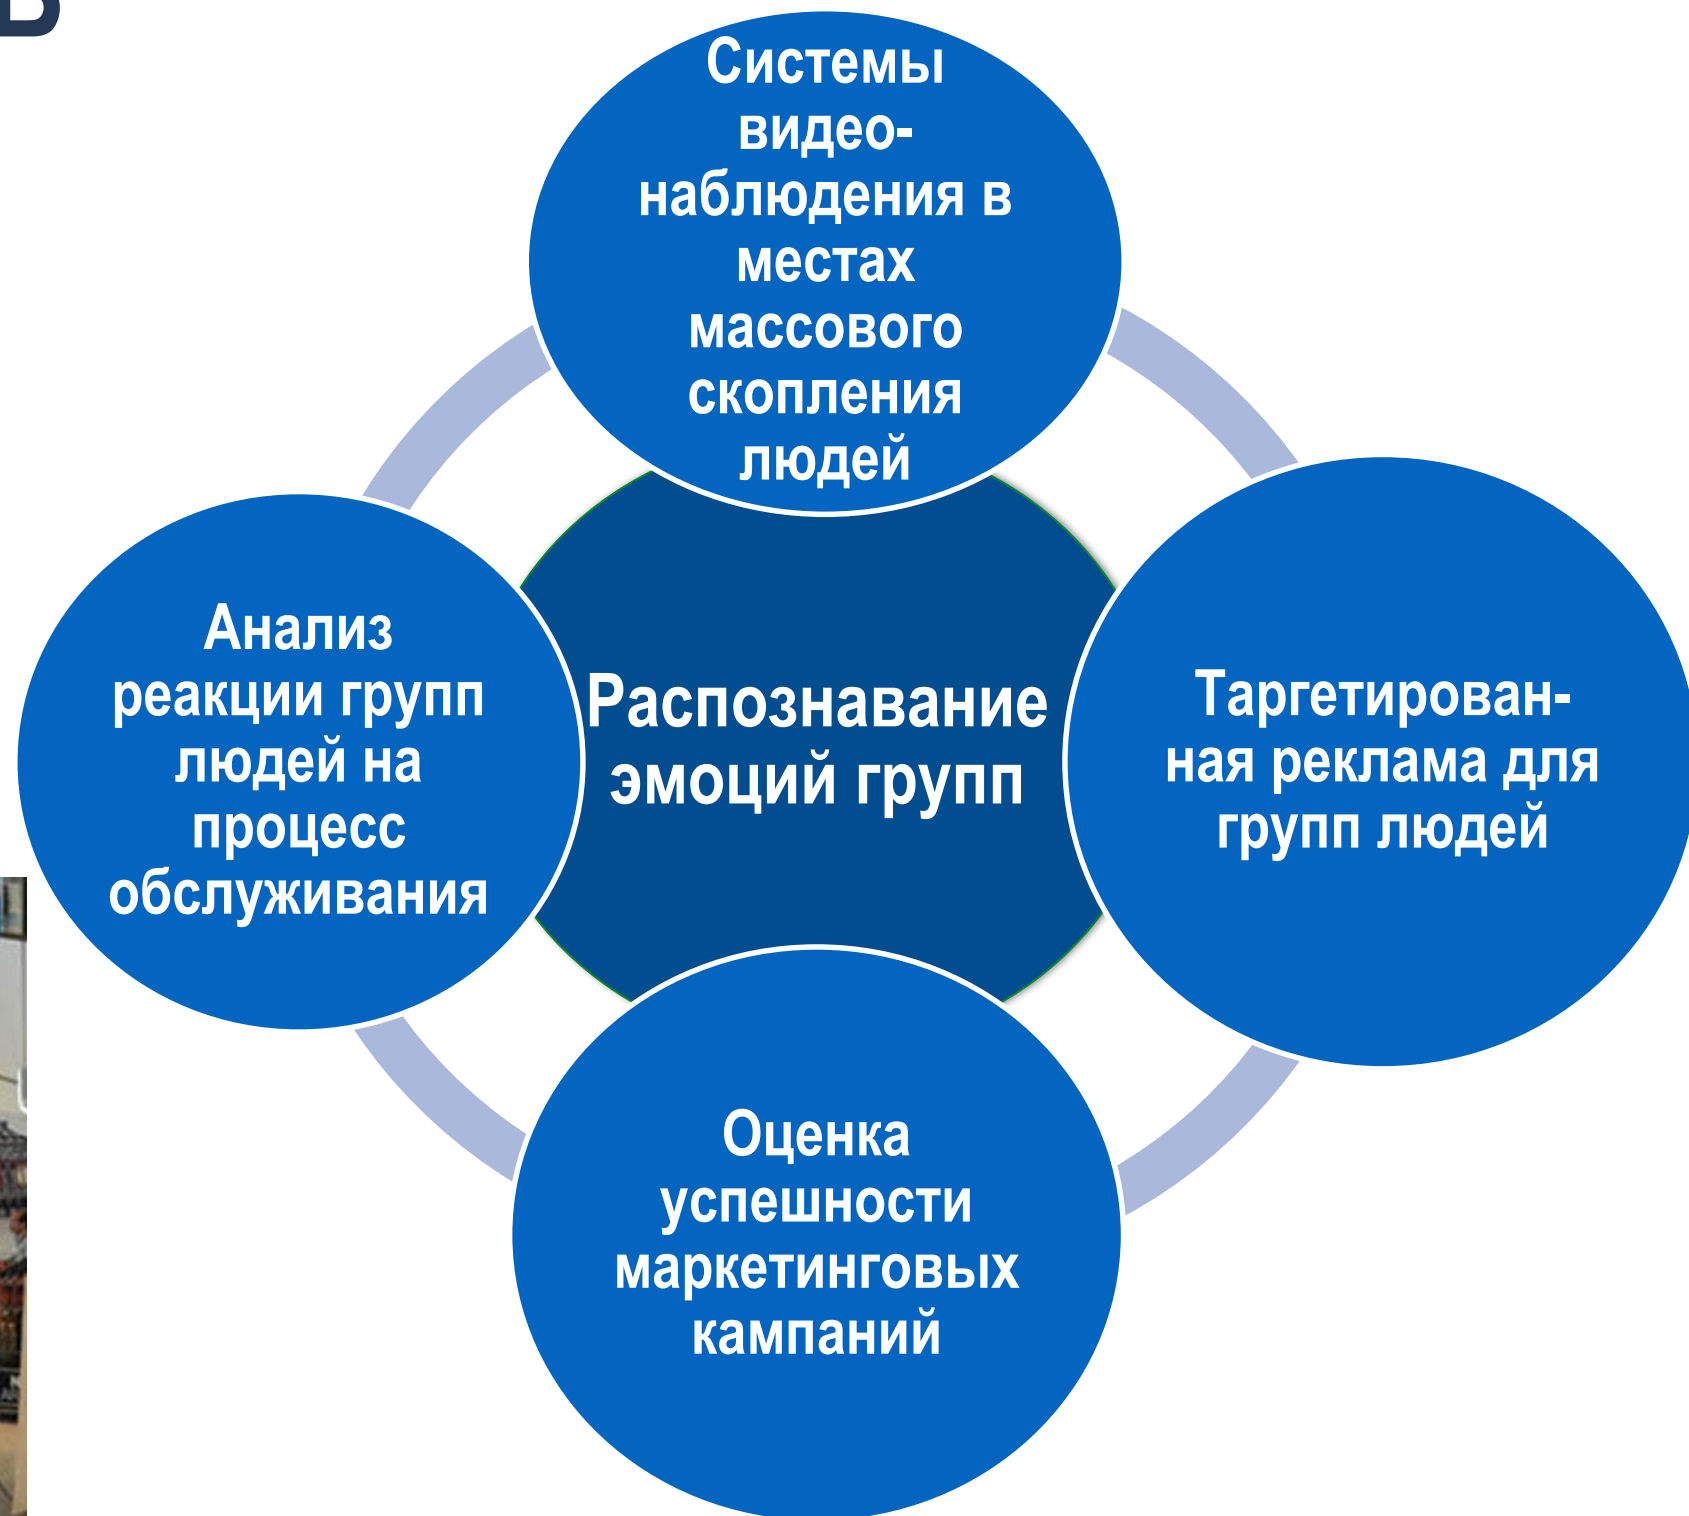 Системы
видео-
наблюдения в
местах
массового
скопления
людей
Анализ
реакции групп
людей на
процесс
обслуживания
Распознавание
эмоций групп
Таргетирован-
ная реклама для
групп людей
Оценка
успешности
маркетинговых
кампаний